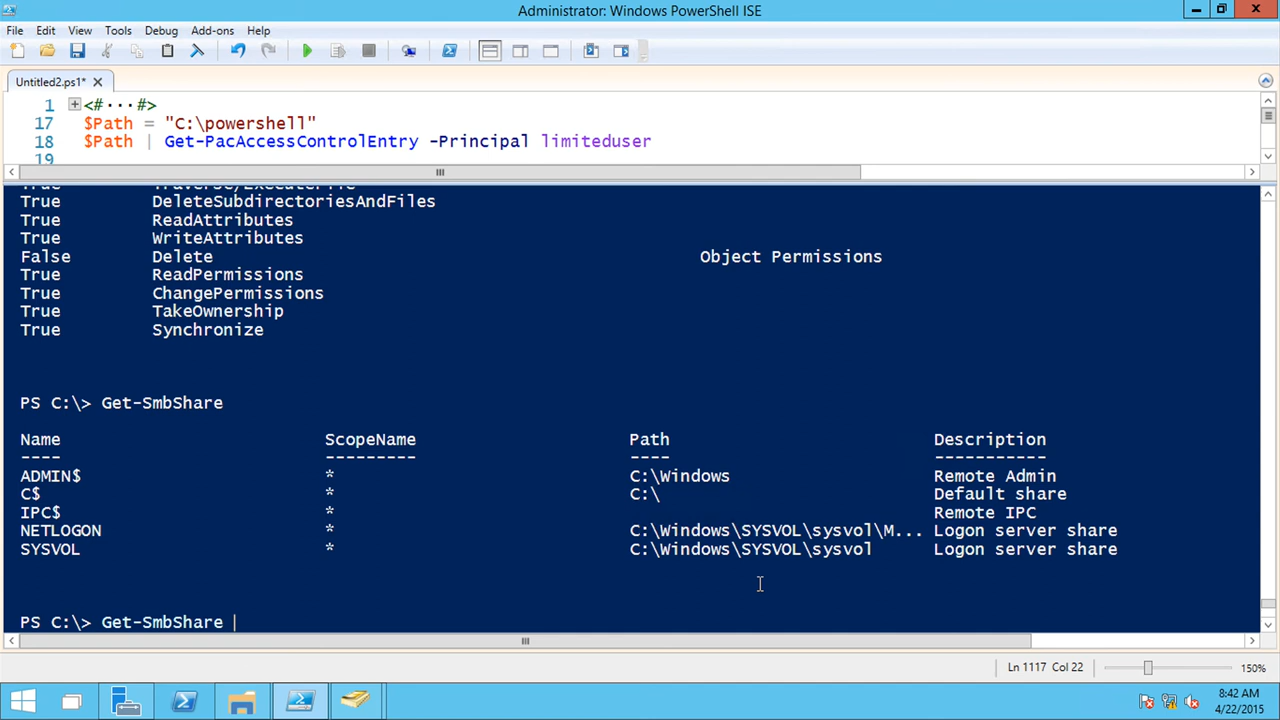 Administrator: Windows PowerShell ISE
File Edit View Tools Debug Add-ons Help
Untitled2.ps1* X
1 <#···#>
17 $Path = "C:\powershell"
18 $Path | Get-PacAccessControlEntry -Principal limiteduser
19
True Traverse/ExecuteFile
True DeleteSubdirectoriesAndFiles
True ReadAttributes
True WriteAttributes
False Delete Object Permissions
True ReadPermissions
True ChangePermissions
True TakeOwnership
True Synchronize
PS C:\> Get-SmbShare
Name ScopeName Path Description
---- --------- ---- -----------
ADMIN$ * C:\Windows Remote Admin
C$ * C:\ Default share
IPC$ * Remote IPC
NETLOGON * C:\Windows\SYSVOL\sysvol\M... Logon server share
SYSVOL * C:\Windows\SYSVOL\sysvol Logon server share
PS C:\> Get-SmbShare
Ln 1117 Col 22 150%
8:42 AM
4/22/2015